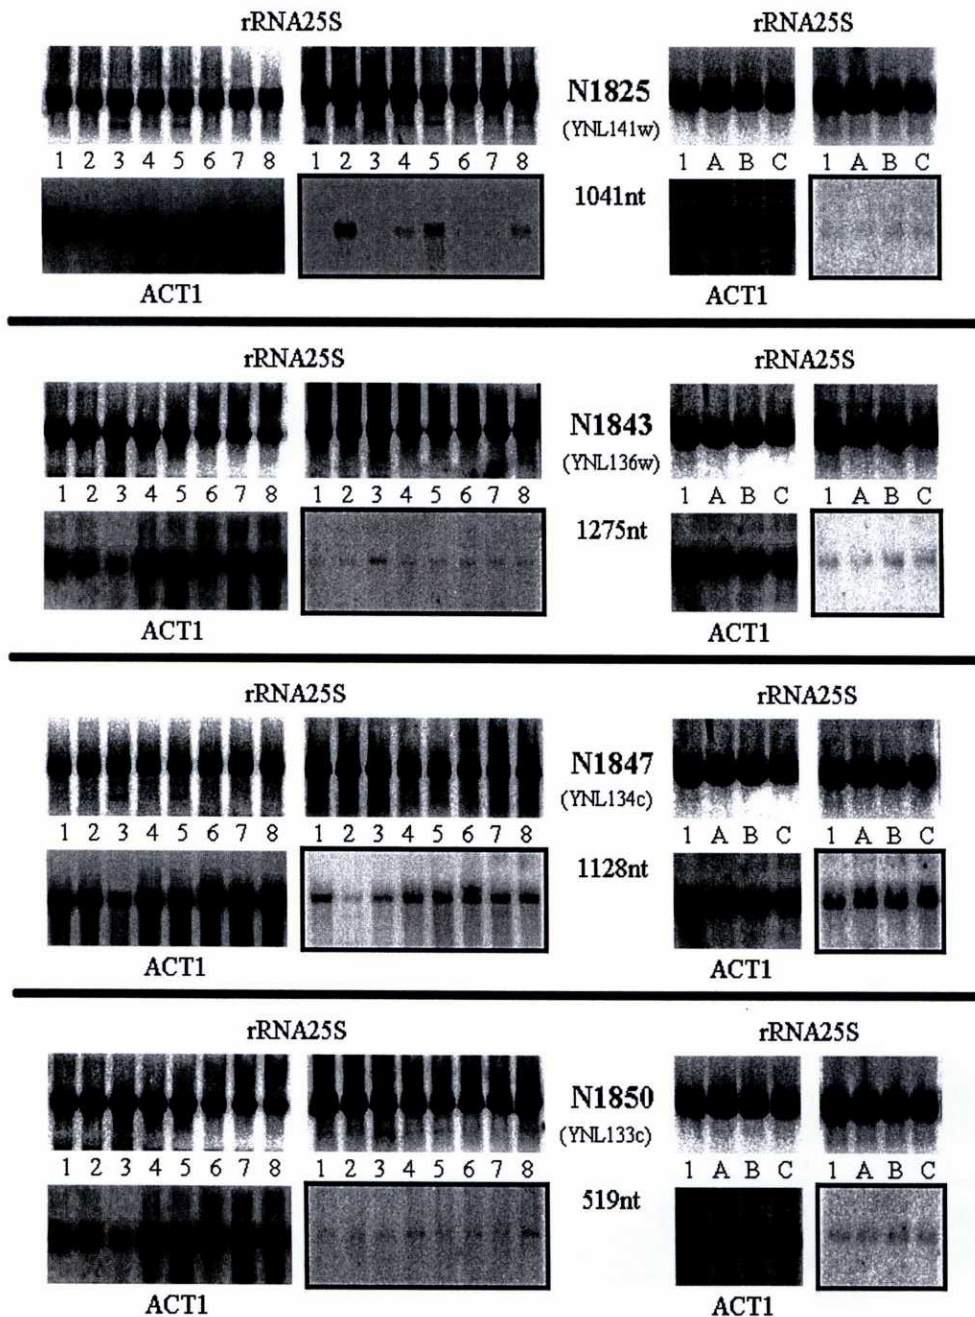 rRNA25S rRNA25S
N1825
(YNL141w)
1 2 3 4 5 6 7 8 1 2 3 4 5 6 7 8 1 A B C 1 A B C
1041nt
ACT1 ACT1
rRNA25S rRNA25S
N1843
(YNL136w)
1 2 3 4 5 6 7 8 1 2 3 4 5 6 7 8 1 A B C 1 A B C
1275nt
ACT1 ACT1
rRNA25S rRNA25S
N1847
(YNL134c)
1 2 3 4 5 6 7 8 1 2 3 4 5 6 7 8 1 A B C 1 A B C
1128nt
ACT1 ACT1
rRNA25S rRNA25S
N1850
(YNL133c)
1 2 3 4 5 6 7 8 1 2 3 4 5 6 7 8 1 A B C 1 A B C
519nt
ACT1 ACT1